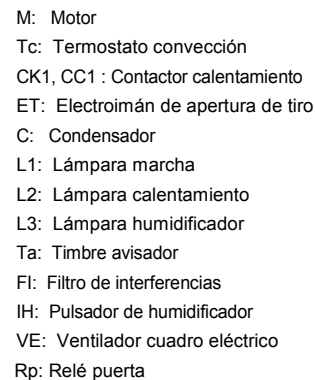 M: Motor
Tc: Termostato convección
CK1, CC1 : Contactor calentamiento
ET: Electroimán de apertura de tiro
C: Condensador
L1: Lámpara marcha
L2: Lámpara calentamiento
L3: Lámpara humidificador
Ta: Timbre avisador
FI: Filtro de interferencias
IH: Pulsador de humidificador
VE: Ventilador cuadro eléctrico
Rp: Relé puerta